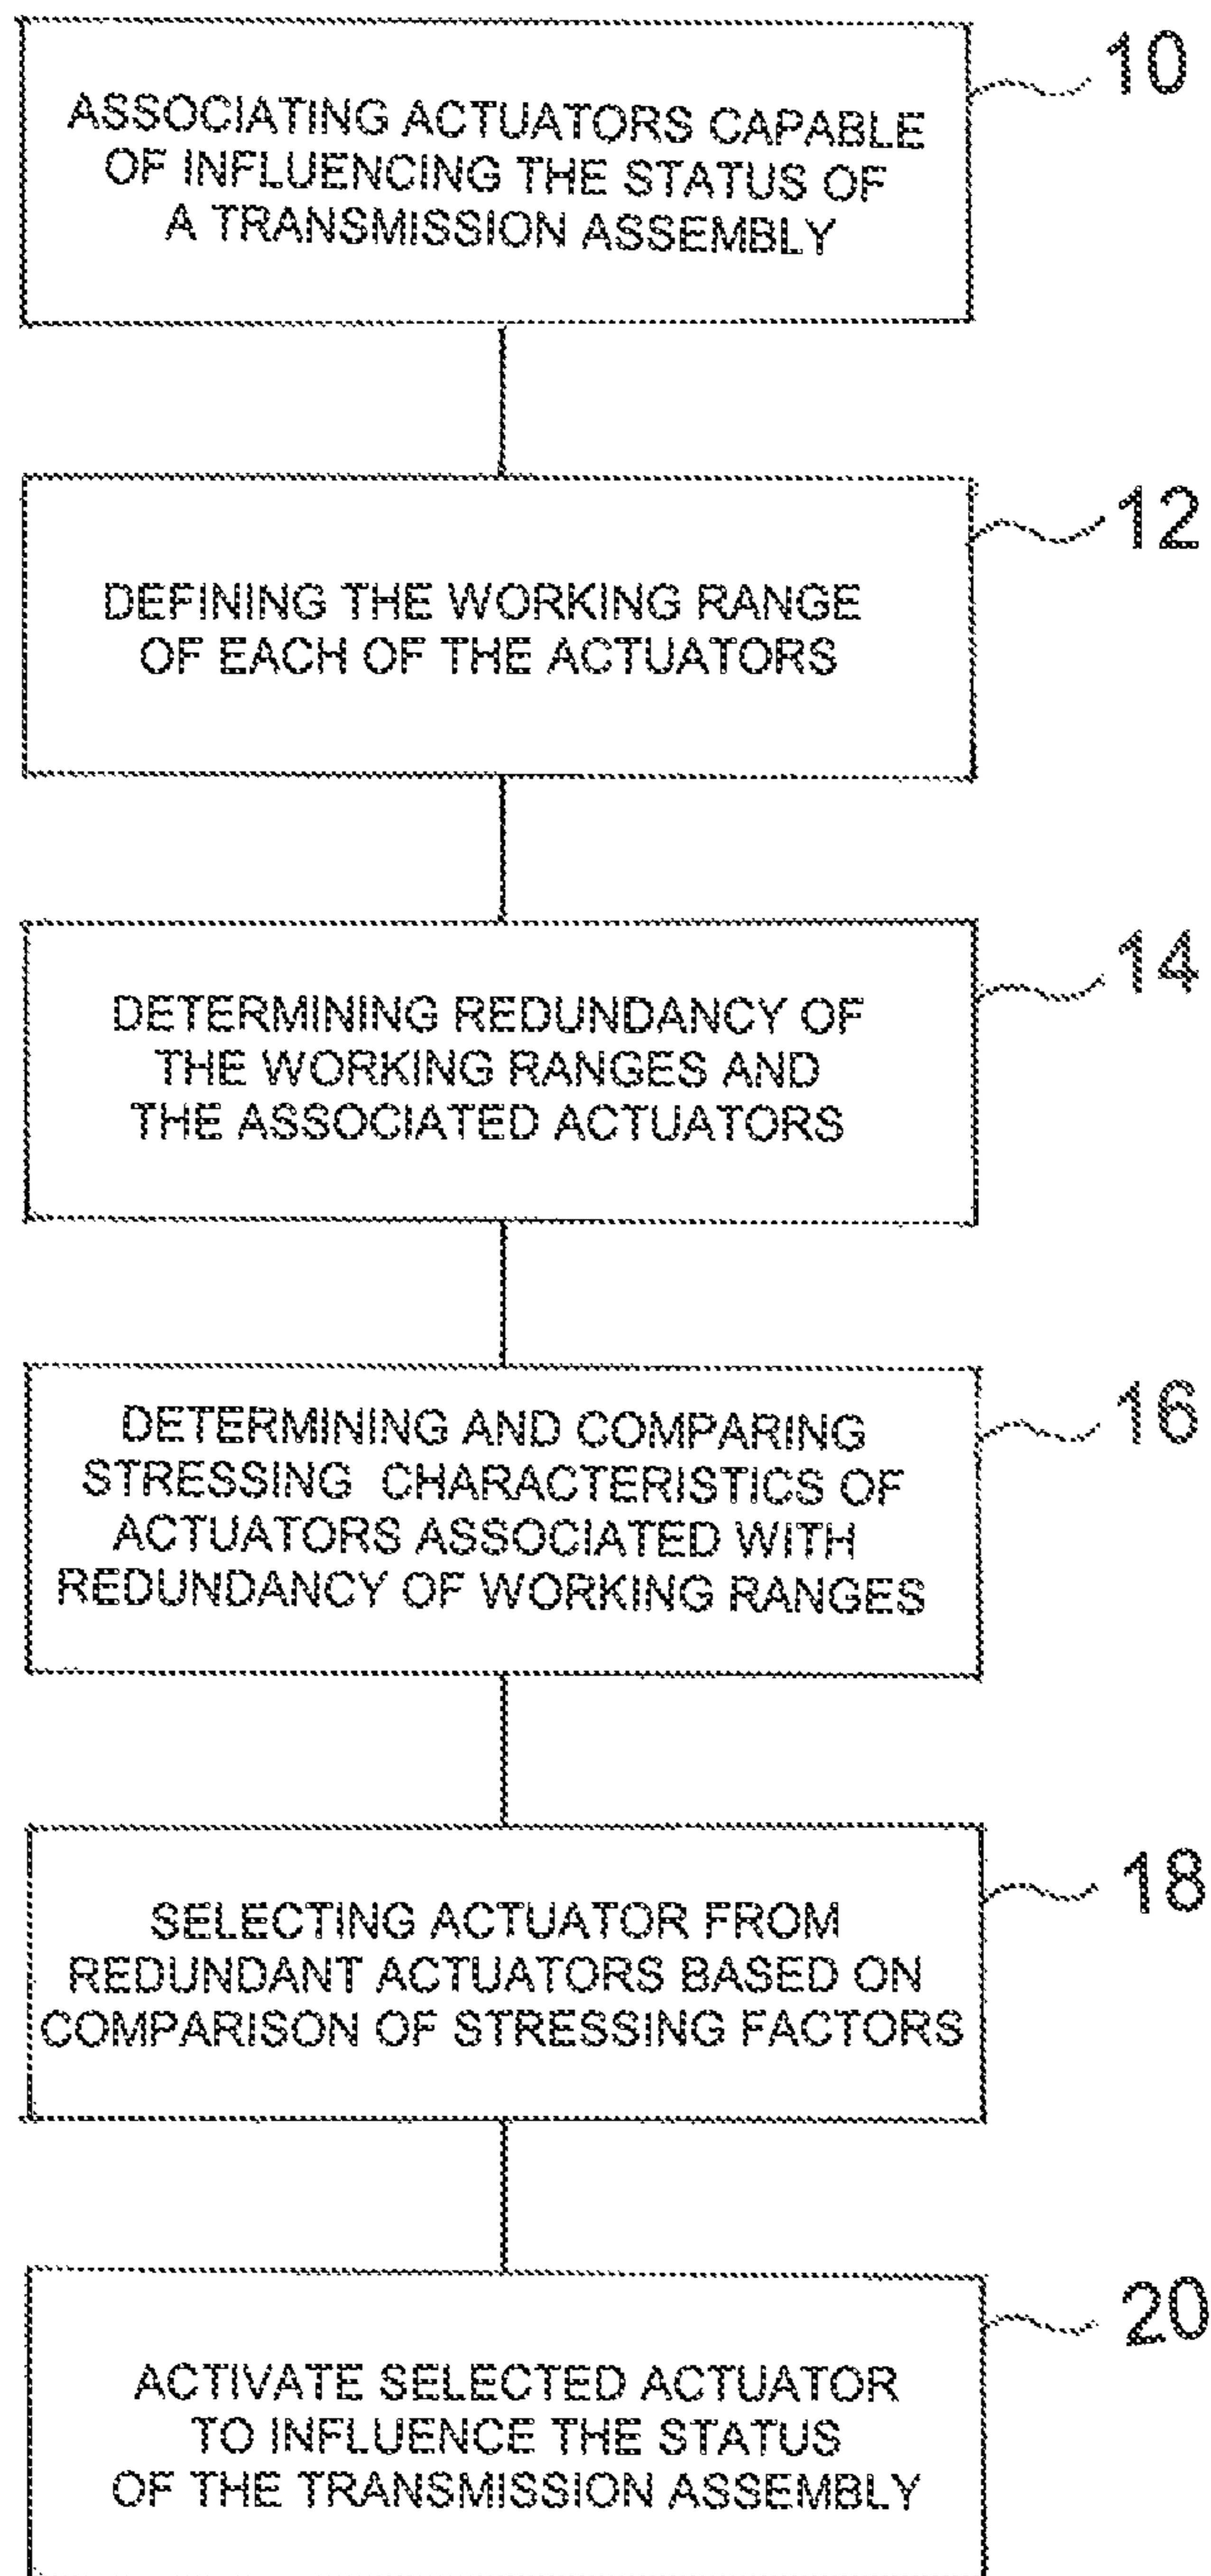 ASSOCIATING ACTUATORS CAPABLE
OF INFLUENCING THE STATUS OF
A TRANSMISSION ASSEMBLY
10
DEFINING THE WORKING RANGE
OF EACH OF THE ACTUATORS
12
DETERMINING REDUNDANCY OF
THE WORKING RANGES AND
THE ASSOCIATED ACTUATORS
14
DETERMINING AND COMPARING
STRESSING CHARACTERISTICS OF
ACTUATORS ASSOCIATED WITH
REDUNDANCY OF WORKING RANGES
16
SELECTING ACTUATOR FROM
REDUNDANT ACTUATORS BASED ON
COMPARISON OF STRESSING FACTORS
18
ACTIVATE SELECTED ACTUATOR
TO INFLUENCE THE STATUS
OF THE TRANSMISSION ASSEMBLY
20